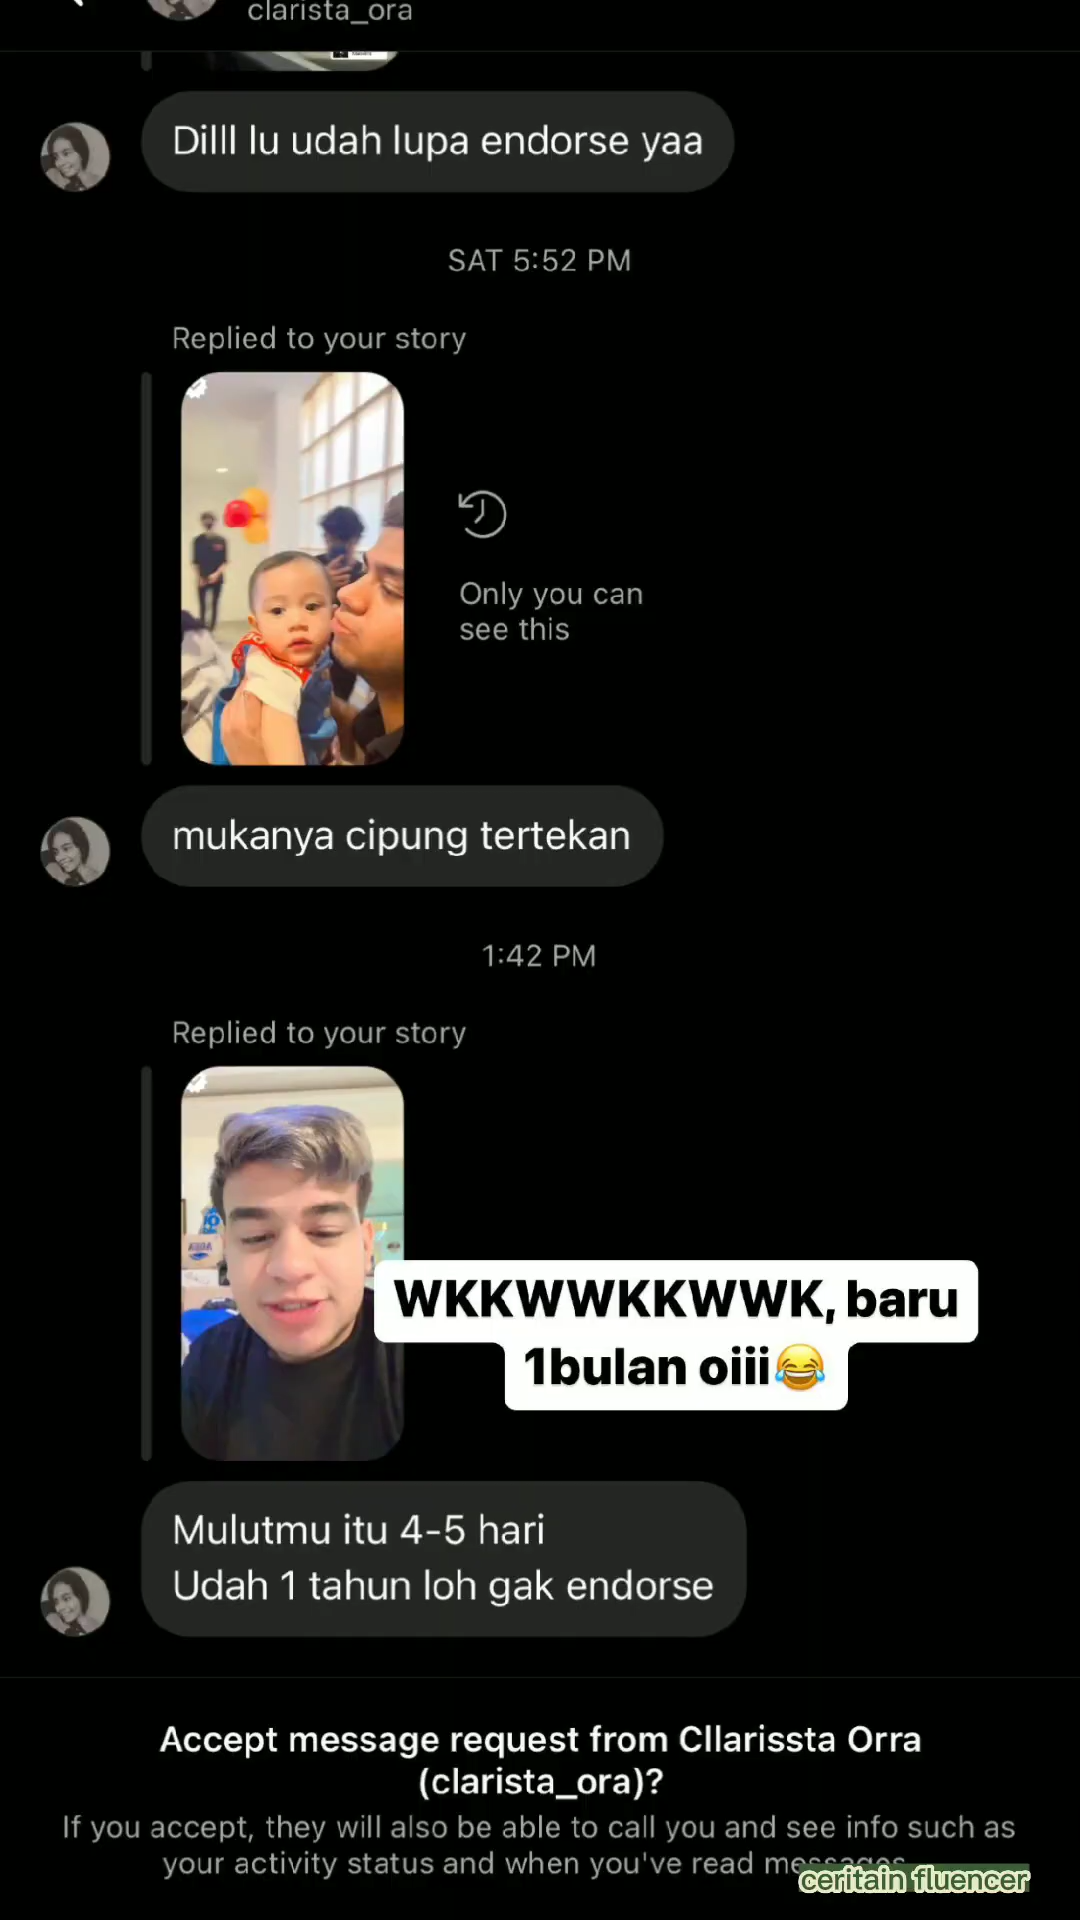 clarista_ora
Dilll lu udah lupa endorse yaa
SAT 5:52 PM
Replied to your story
Only you can
see this
mukanya cipung tertekan
1:42 PM
Replied to your story
WKKWWKKWWK, baru
1bulan oiii😂
Mulutmu itu 4-5 hari
Udah 1 tahun loh gak endorse
Accept message request from Cllarissta Orra
(clarista_ora)?
If you accept, they will also be able to call you and see info such as
your activity status and when you've read messages.
ceritain fluencer